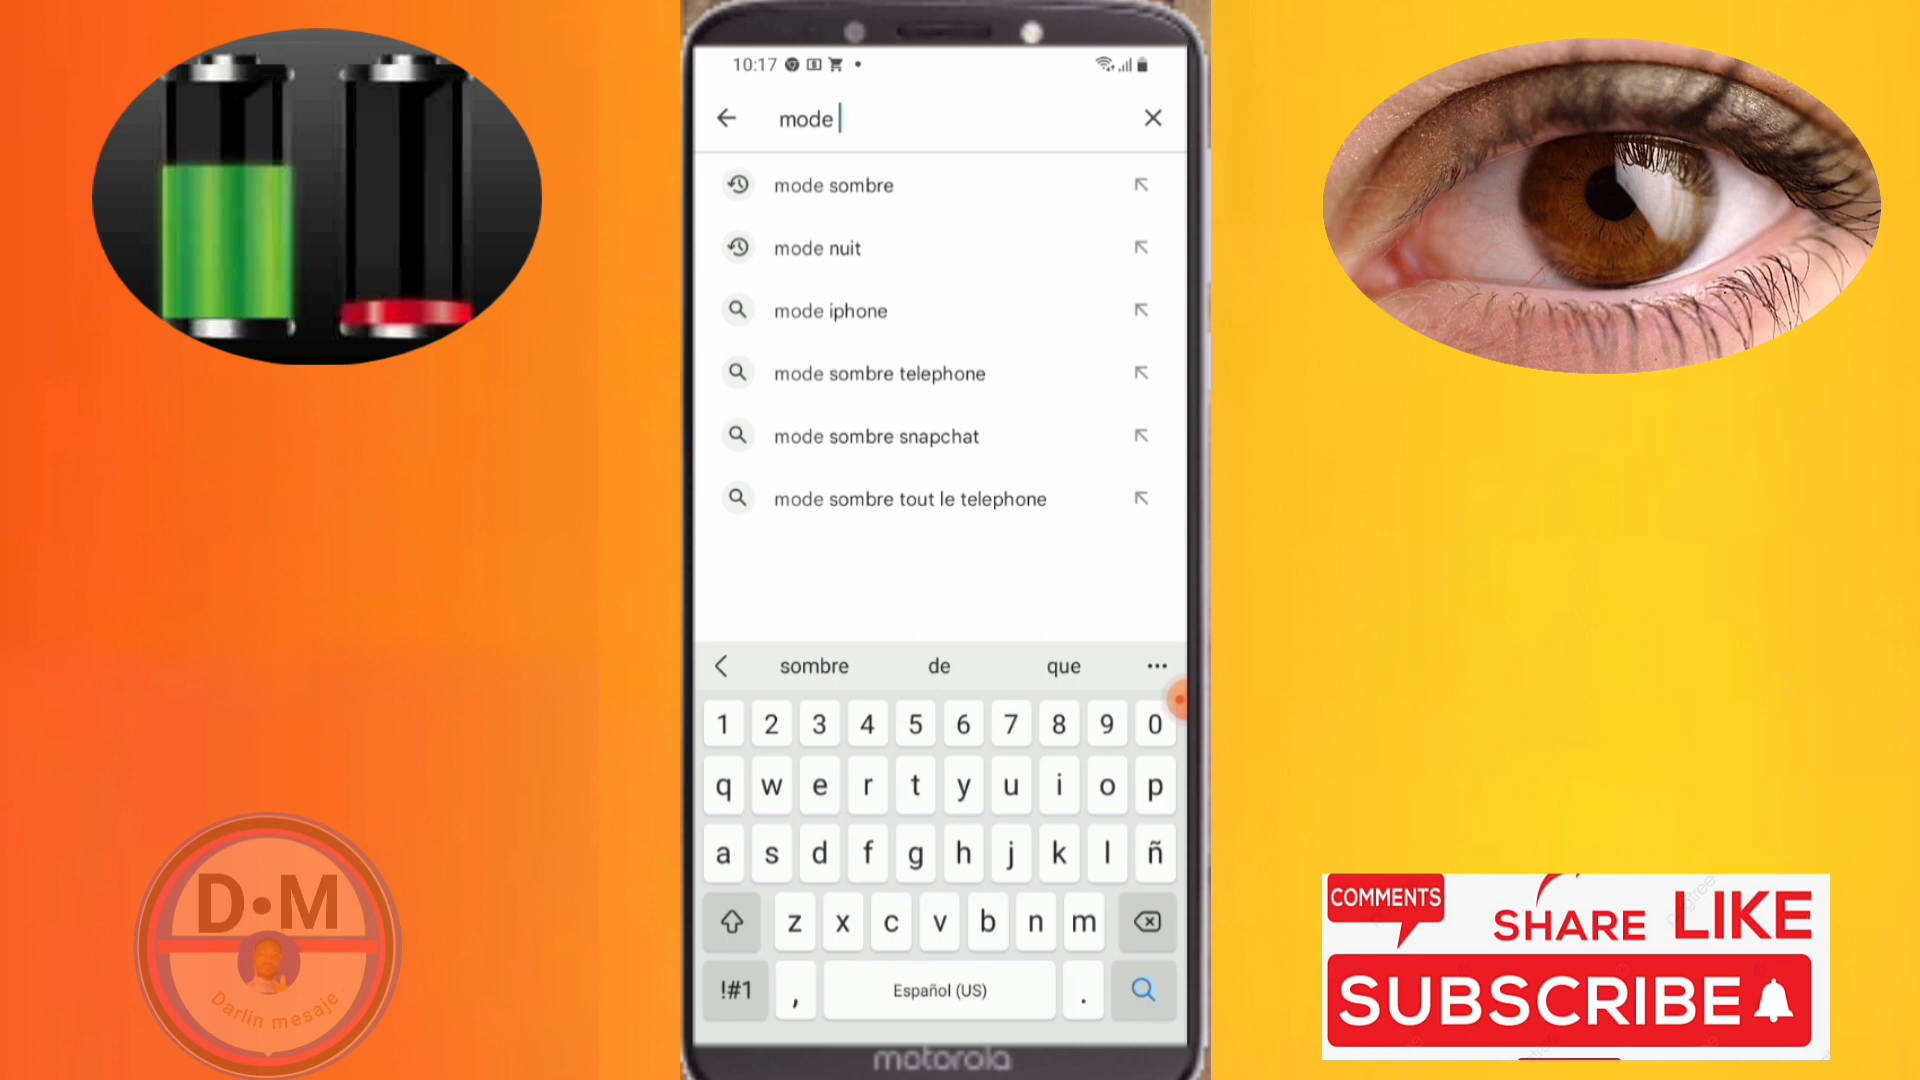 10:17
mode
mode sombre
mode nuit
mode iphone
mode sombre telephone
mode sombre snapchat
mode sombre tout le telephone
sombre de que
1 2 3 4 5 6 7 8 9 0
q w e r t y u i o p
a s d f g h j k l ñ
z x c v b n m
!#1 , Español (US) .
motorola
D•M
Darlin mesaje
COMMENTS
SHARE LIKE
SUBSCRIBE